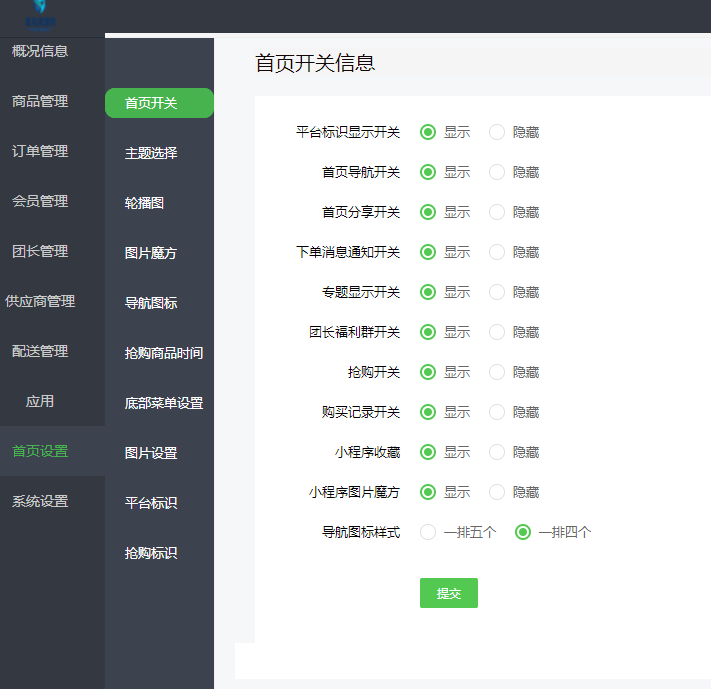 概况信息
商品管理
订单管理
会员管理
团长管理
供应商管理
配送管理
应用
首页设置
系统设置
首页开关
主题选择
轮播图
图片魔方
导航图标
抢购商品时间
底部菜单设置
图片设置
平台标识
抢购标识
首页开关信息
平台标识显示开关 显示 隐藏
首页导航开关 显示 隐藏
首页分享开关 显示 隐藏
下单消息通知开关 显示 隐藏
专题显示开关 显示 隐藏
团长福利群开关 显示 隐藏
抢购开关 显示 隐藏
购买记录开关 显示 隐藏
小程序收藏 显示 隐藏
小程序图片魔方 显示 隐藏
导航图标样式 一排五个 一排四个
提交